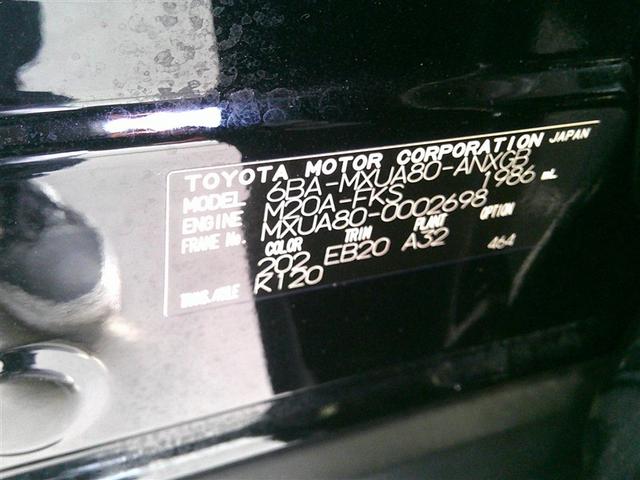 TOYOTA MOTOR CORPORATION JAPAN
MODEL 6BA-MXUA80-ANXGB
ENGINE M20A-FKS 1986 mL
FRAME No. MXUA80-0002698
COLOR TRIM PLANT OPTION
202 EB20 A32 464
TRANS./AXLE K120